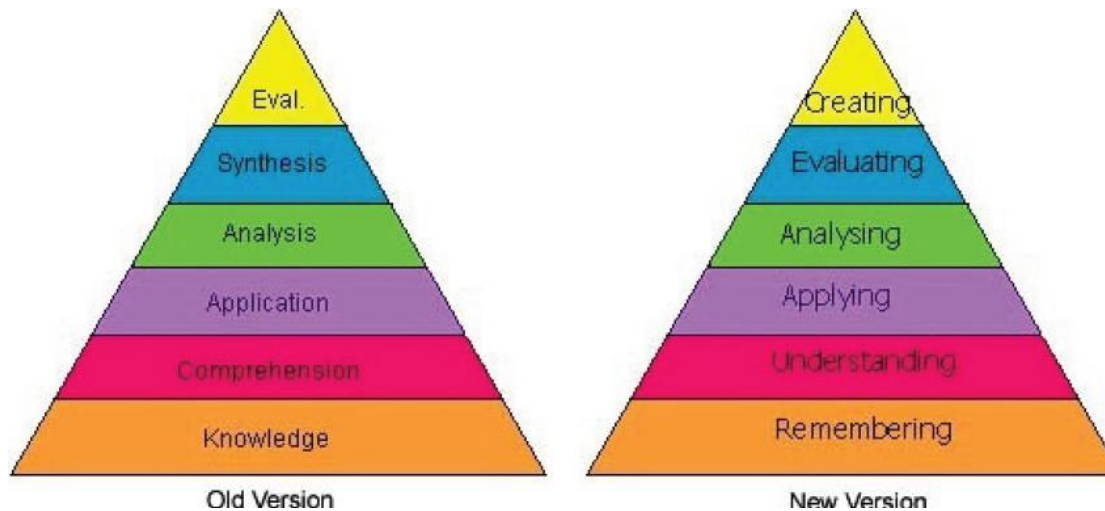 Eval.
Synthesis
Analysis
Application
Comprehension
Knowledge
Old Version
Creating
Evaluating
Analysing
Applying
Understanding
Remembering
New Version